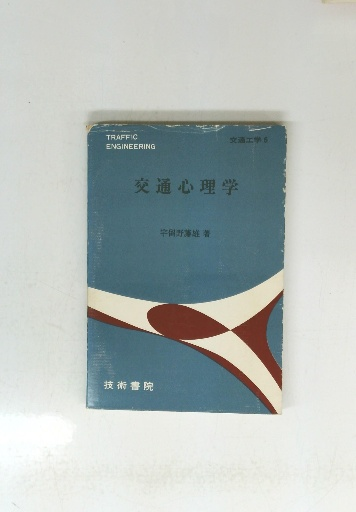 TRAFFIC
ENGINEERING
交通工学 8
交通心理学
宇留野藤雄 著
技術書院